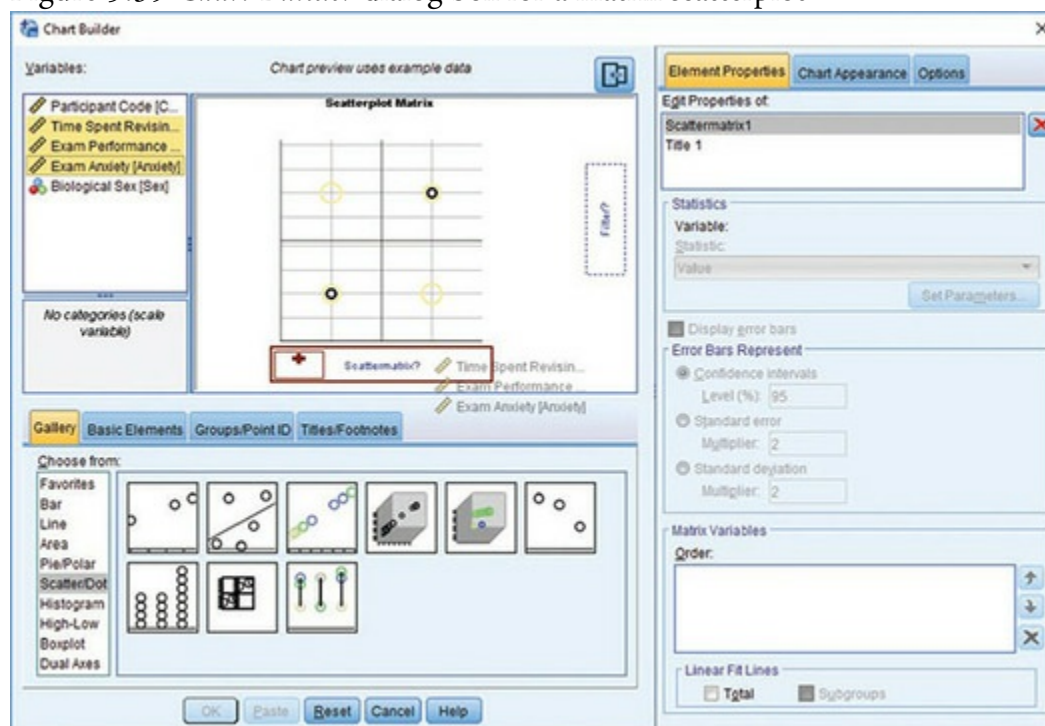 Chart Builder
Variables:
Chart preview uses example data
Participant Code [C...
Time Spent Revisin...
Exam Performance ...
Exam Anxiety [Anxiety]
Biological Sex [Sex]
No categories (scale
variable)
Scatterplot Matrix
Filter?
Scattermatrix?
Time Spent Revisin...
Exam Performance ...
Exam Anxiety [Anxiety]
Gallery
Basic Elements
Groups/Point ID
Titles/Footnotes
Choose from:
Favorites
Bar
Line
Area
Pie/Polar
Scatter/Dot
Histogram
High-Low
Boxplot
Dual Axes
OK
Paste
Reset
Cancel
Help
Element Properties
Chart Appearance
Options
Edit Properties of:
Scattermatrix1
Title 1
Statistics
Variable:
Statistic:
Value
Set Parameters...
Display error bars
Error Bars Represent
Confidence intervals
Level (%): 95
Standard error
Multiplier: 2
Standard deviation
Multiplier: 2
Matrix Variables
Order:
Linear Fit Lines
Total
Subgroups